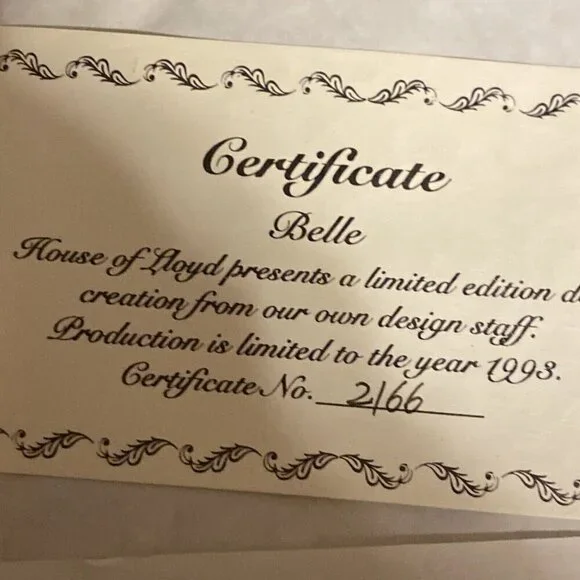 Certificate
Belle
House of Lloyd presents a limited edition
creation from our own design staff.
Production is limited to the year 1993.
Certificate No. 2166